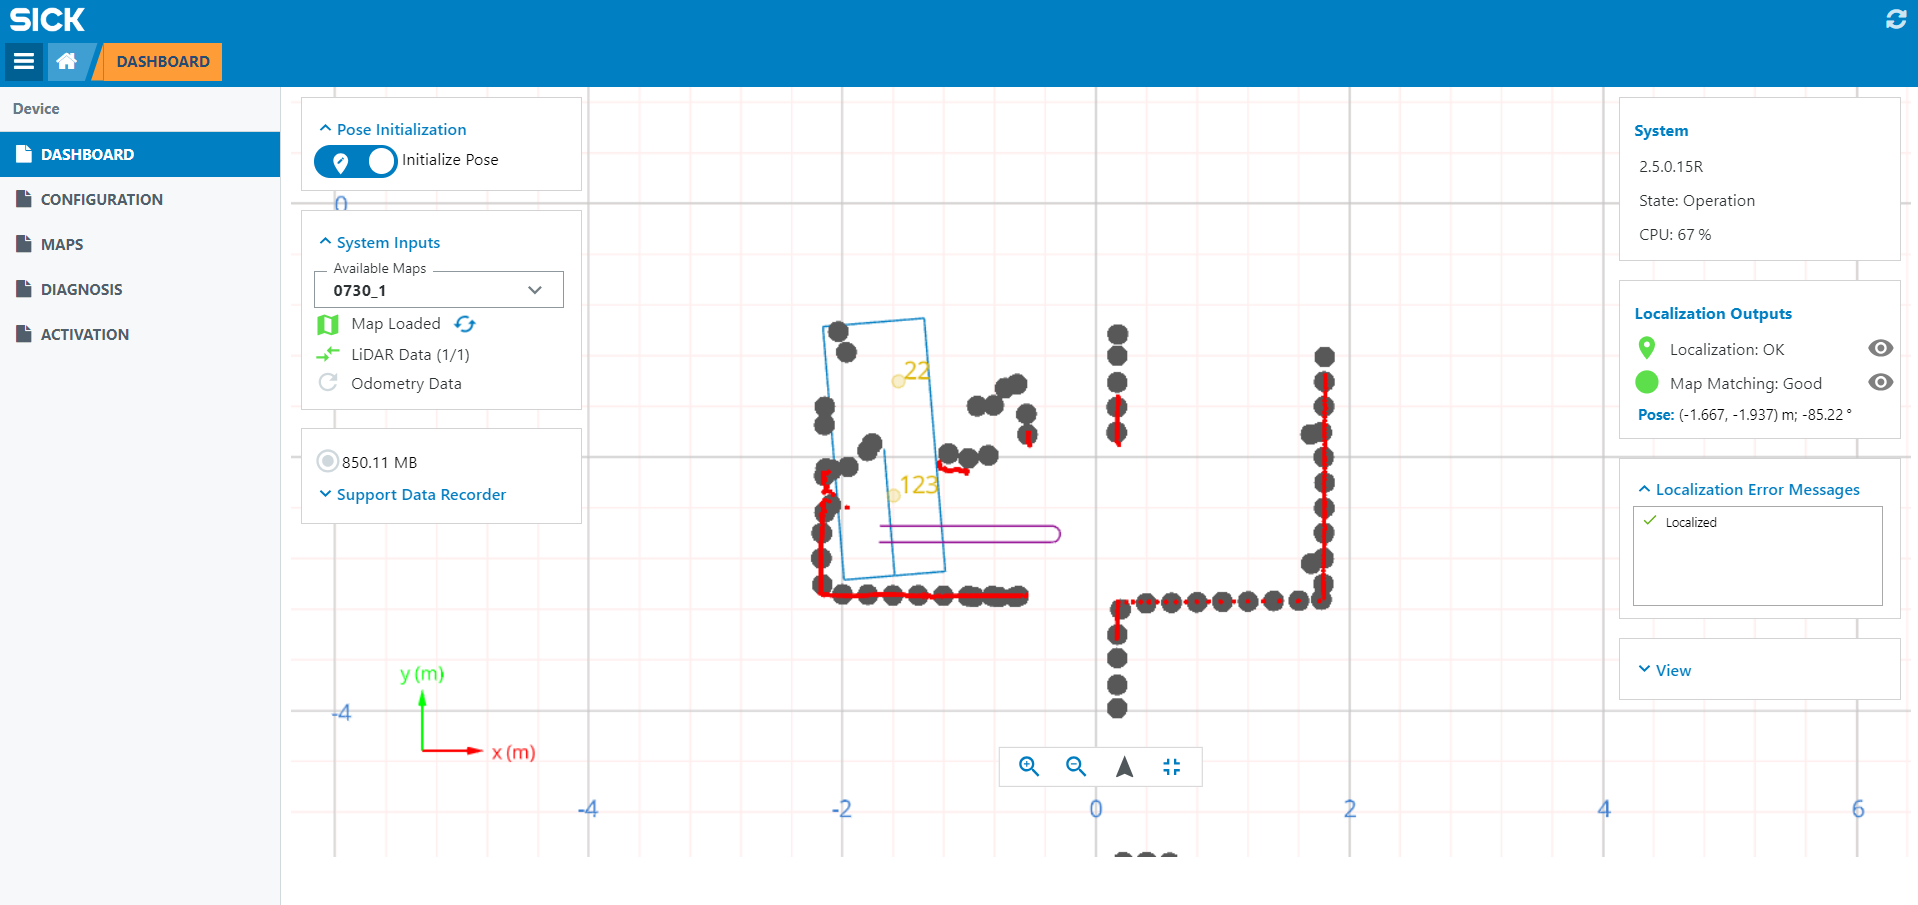 SICK
DASHBOARD
Device
DASHBOARD
CONFIGURATION
MAPS
DIAGNOSIS
ACTIVATION
Pose Initialization
Initialize Pose
System Inputs
Available Maps
0730_1
Map Loaded
LiDAR Data (1/1)
Odometry Data
850.11 MB
Support Data Recorder
0
-4
y (m)
x (m)
22
123
-4
-2
0
2
4
6
System
2.5.0.15R
State: Operation
CPU: 67 %
Localization Outputs
Localization: OK
Map Matching: Good
Pose: (-1.667, -1.937) m; -85.22 °
Localization Error Messages
Localized
View